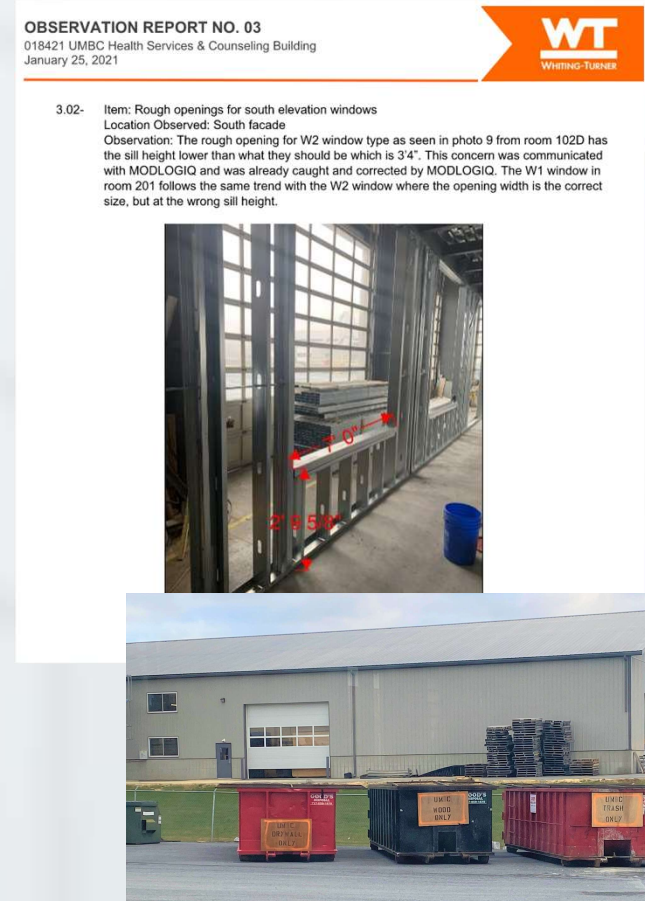 OBSERVATION REPORT NO. 03
018421 UMBC Health Services & Counseling Building
January 25, 2021
WT
WHITING-TURNER
3.02- Item: Rough openings for south elevation windows
Location Observed: South facade
Observation: The rough opening for W2 window type as seen in photo 9 from room 102D has
the sill height lower than what they should be which is 3'4". This concern was communicated
with MODLOGIQ and was already caught and corrected by MODLOGIQ. The W1 window in
room 201 follows the same trend with the W2 window where the opening width is the correct
size, but at the wrong sill height.
7' 0"
2' 9 5/8"
UMBC
DRYWALL
ONLY
UMBC
WOOD
ONLY
UMBC
TRASH
ONLY